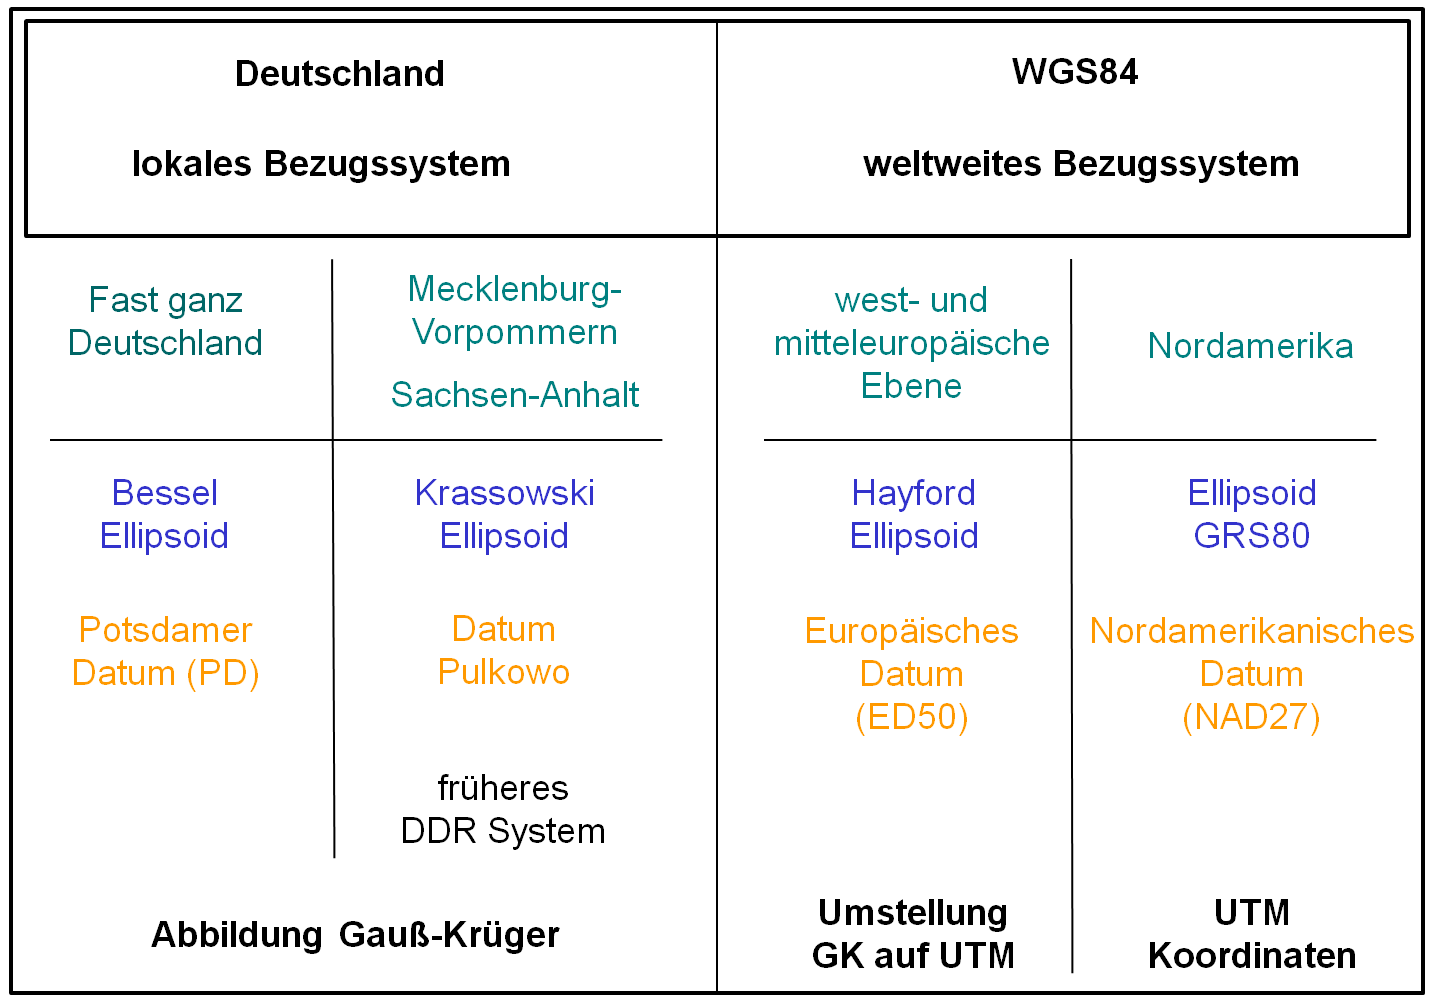 Deutschland
lokales Bezugssystem
WGS84
weltweites Bezugssystem
Fast ganz
Deutschland
Mecklenburg-
Vorpommern
Sachsen-Anhalt
west- und
mitteleuropäische
Ebene
Nordamerika
Bessel
Ellipsoid
Krassowski
Ellipsoid
Hayford
Ellipsoid
Ellipsoid
GRS80
Potsdamer
Datum (PD)
Datum
Pulkowo
Europäisches
Datum
(ED50)
Nordamerikanisches
Datum
(NAD27)
früheres
DDR System
Abbildung Gauß-Krüger
Umstellung
GK auf UTM
UTM
Koordinaten